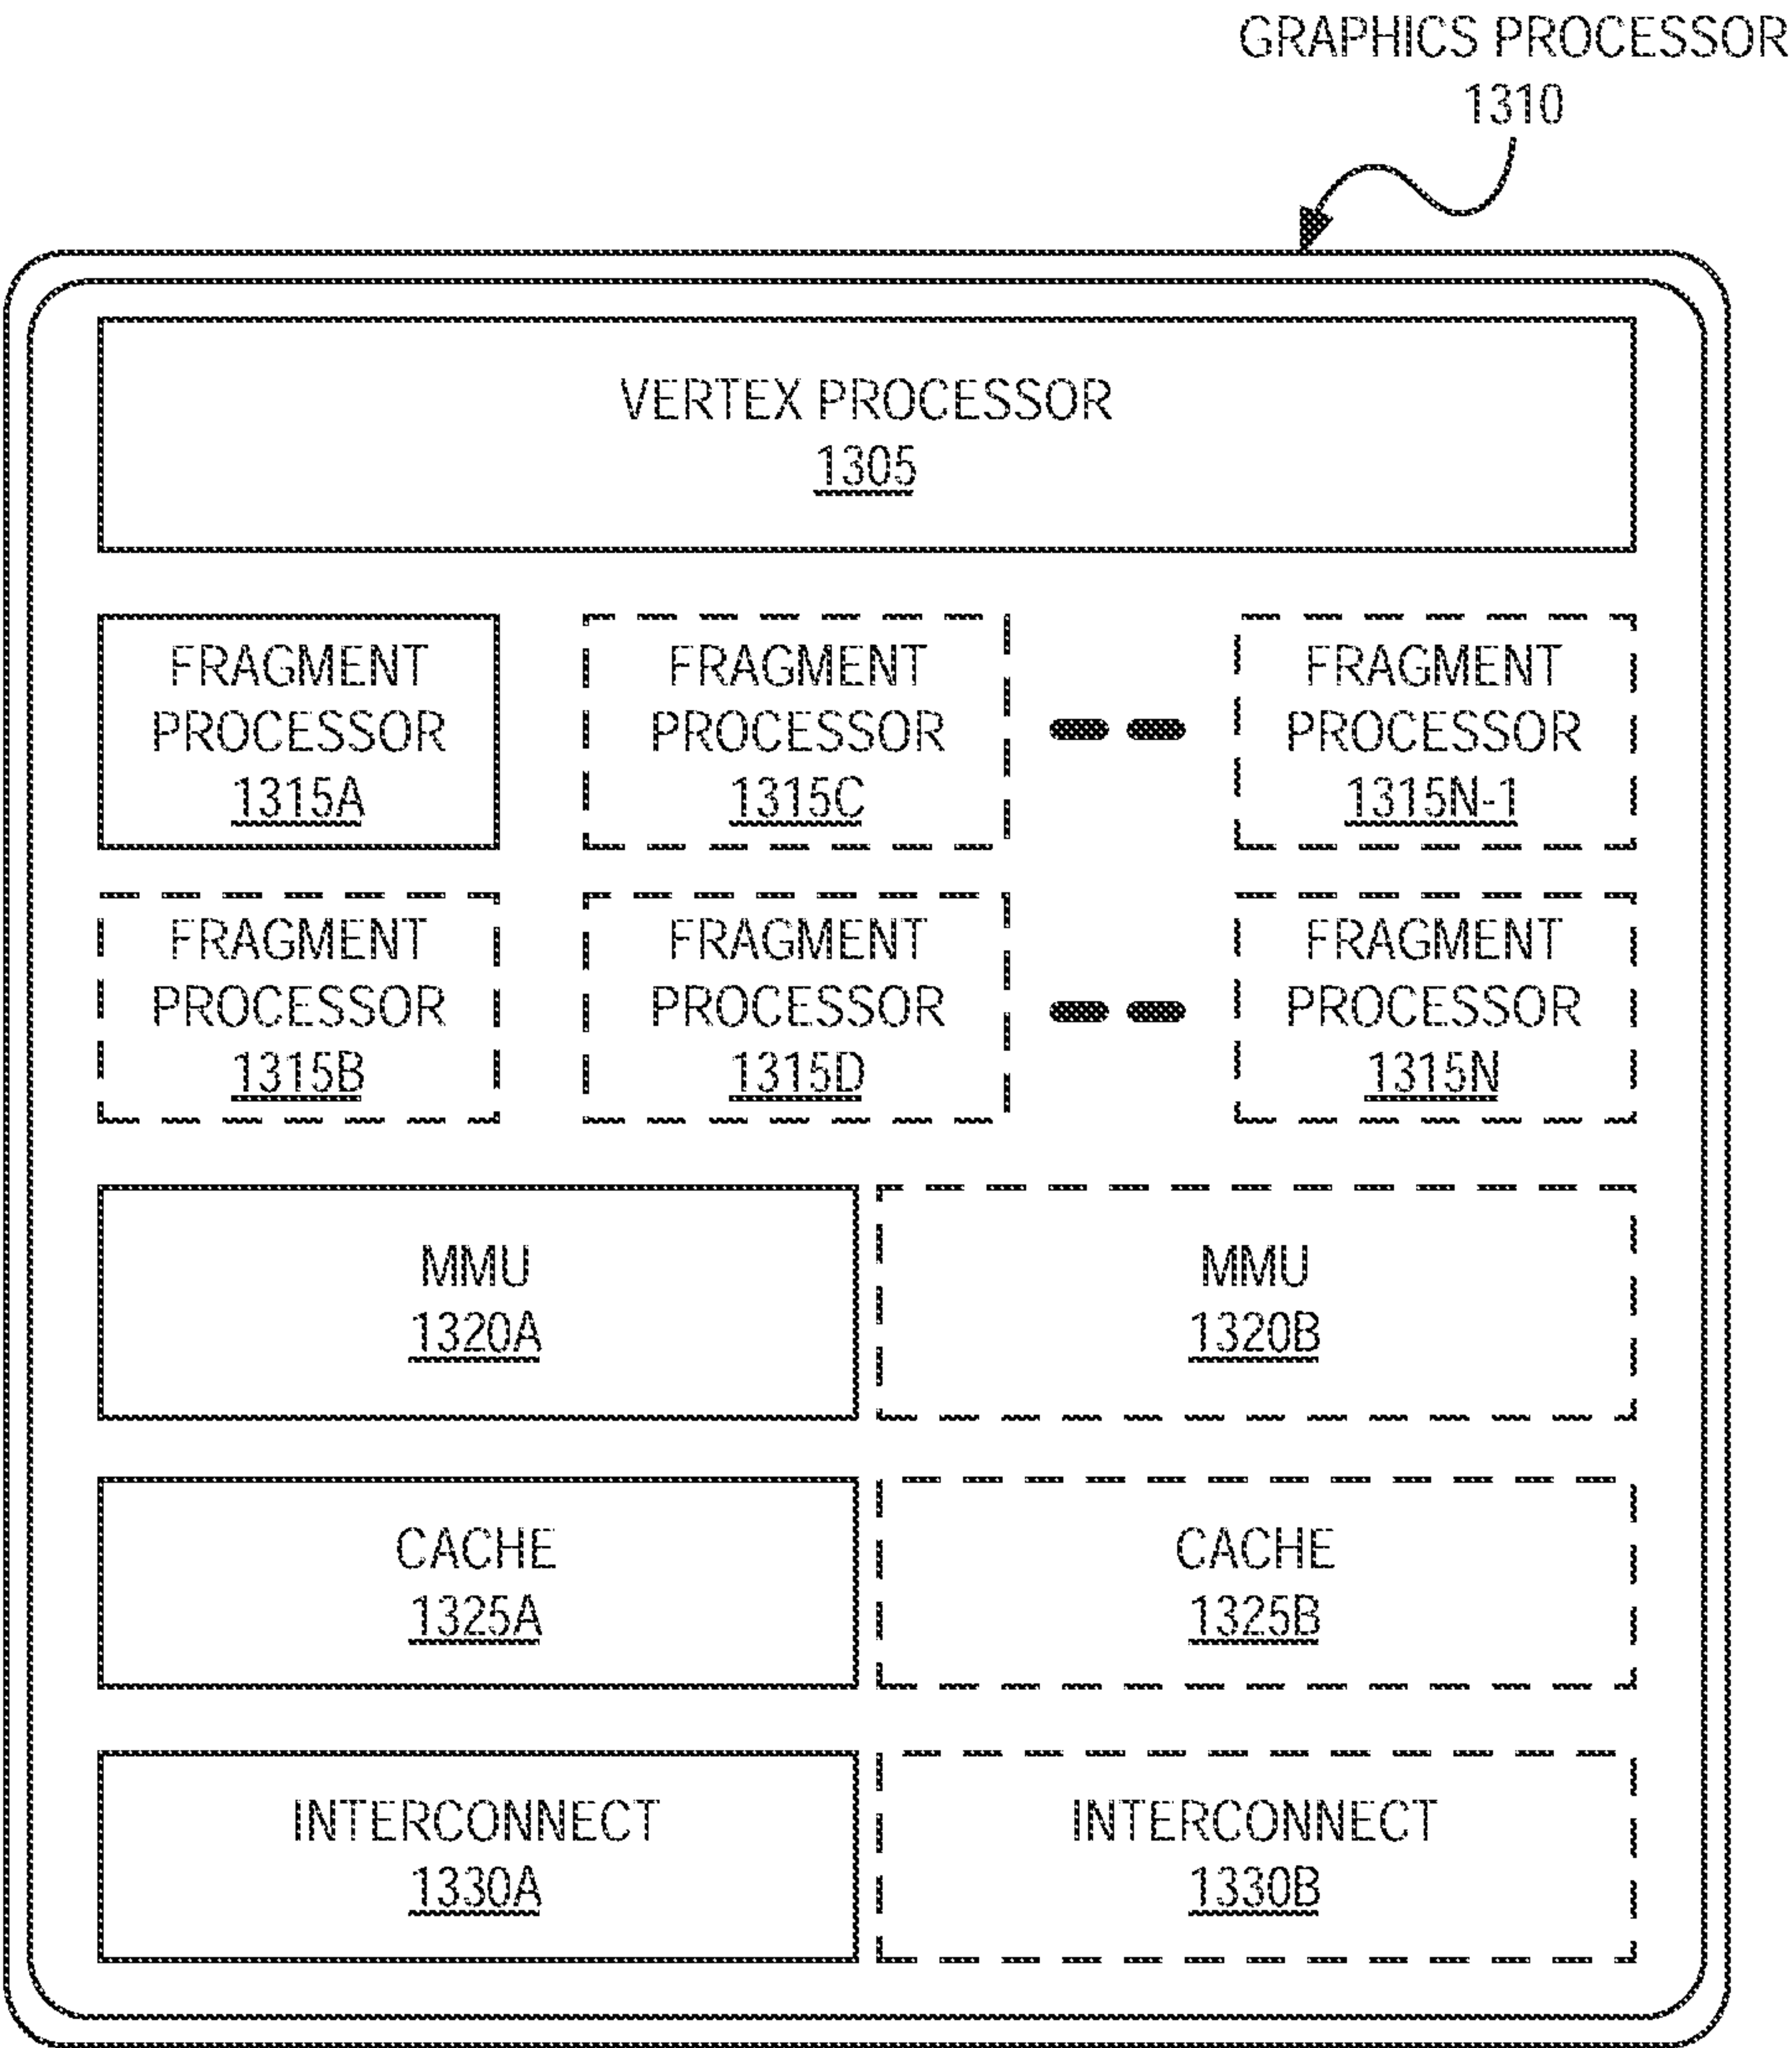 GRAPHICS PROCESSOR
1310
VERTEX PROCESSOR
1305
FRAGMENT
PROCESSOR
1315A
FRAGMENT
PROCESSOR
1315C
FRAGMENT
PROCESSOR
1315N-1
FRAGMENT
PROCESSOR
1315B
FRAGMENT
PROCESSOR
1315D
FRAGMENT
PROCESSOR
1315N
MMU
1320A
MMU
1320B
CACHE
1325A
CACHE
1325B
INTERCONNECT
1330A
INTERCONNECT
1330B